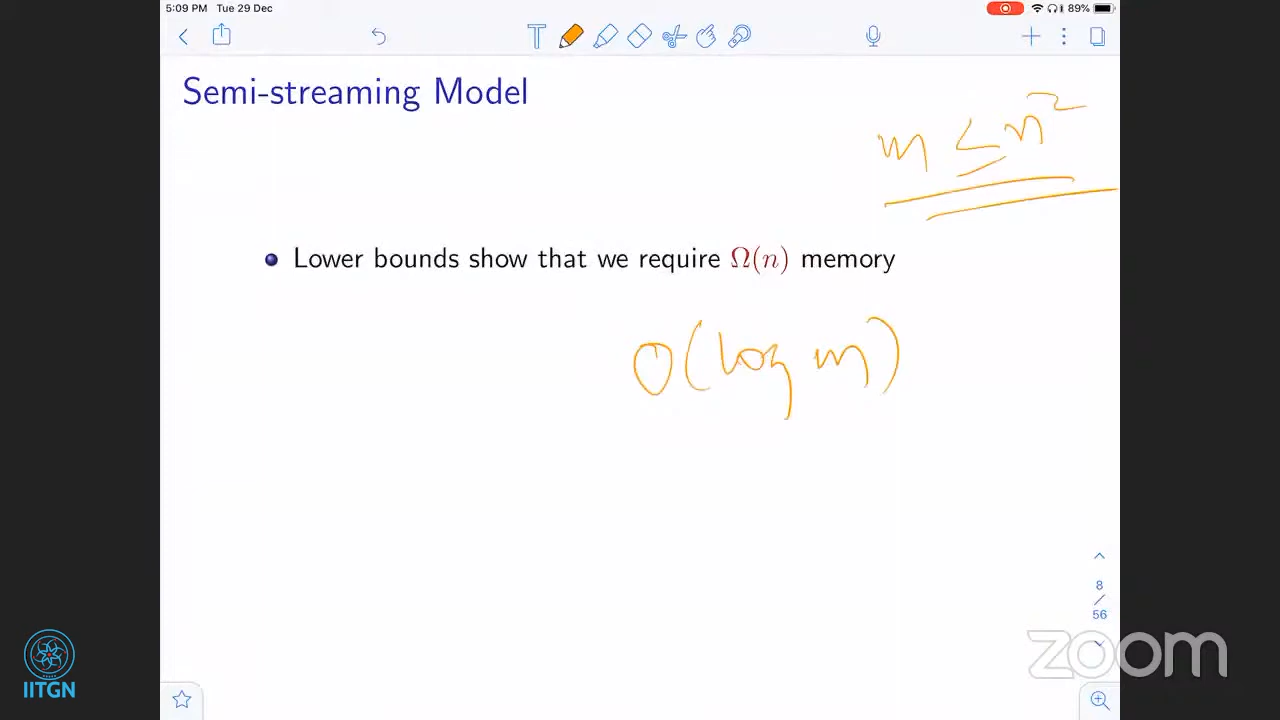 5:09 PM Tue 29 Dec
89%
T
Semi-streaming Model
m ≤ n²
Lower bounds show that we require Ω(n) memory
O(log m)
8
/
56
IITGN
zoom